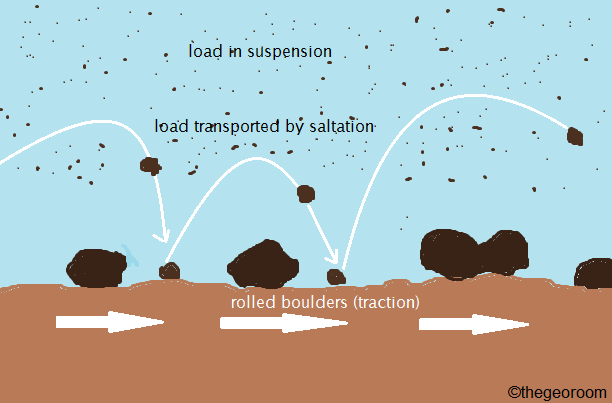 load in suspension
load transported by saltation
rolled boulders (traction)
©thegeoroom